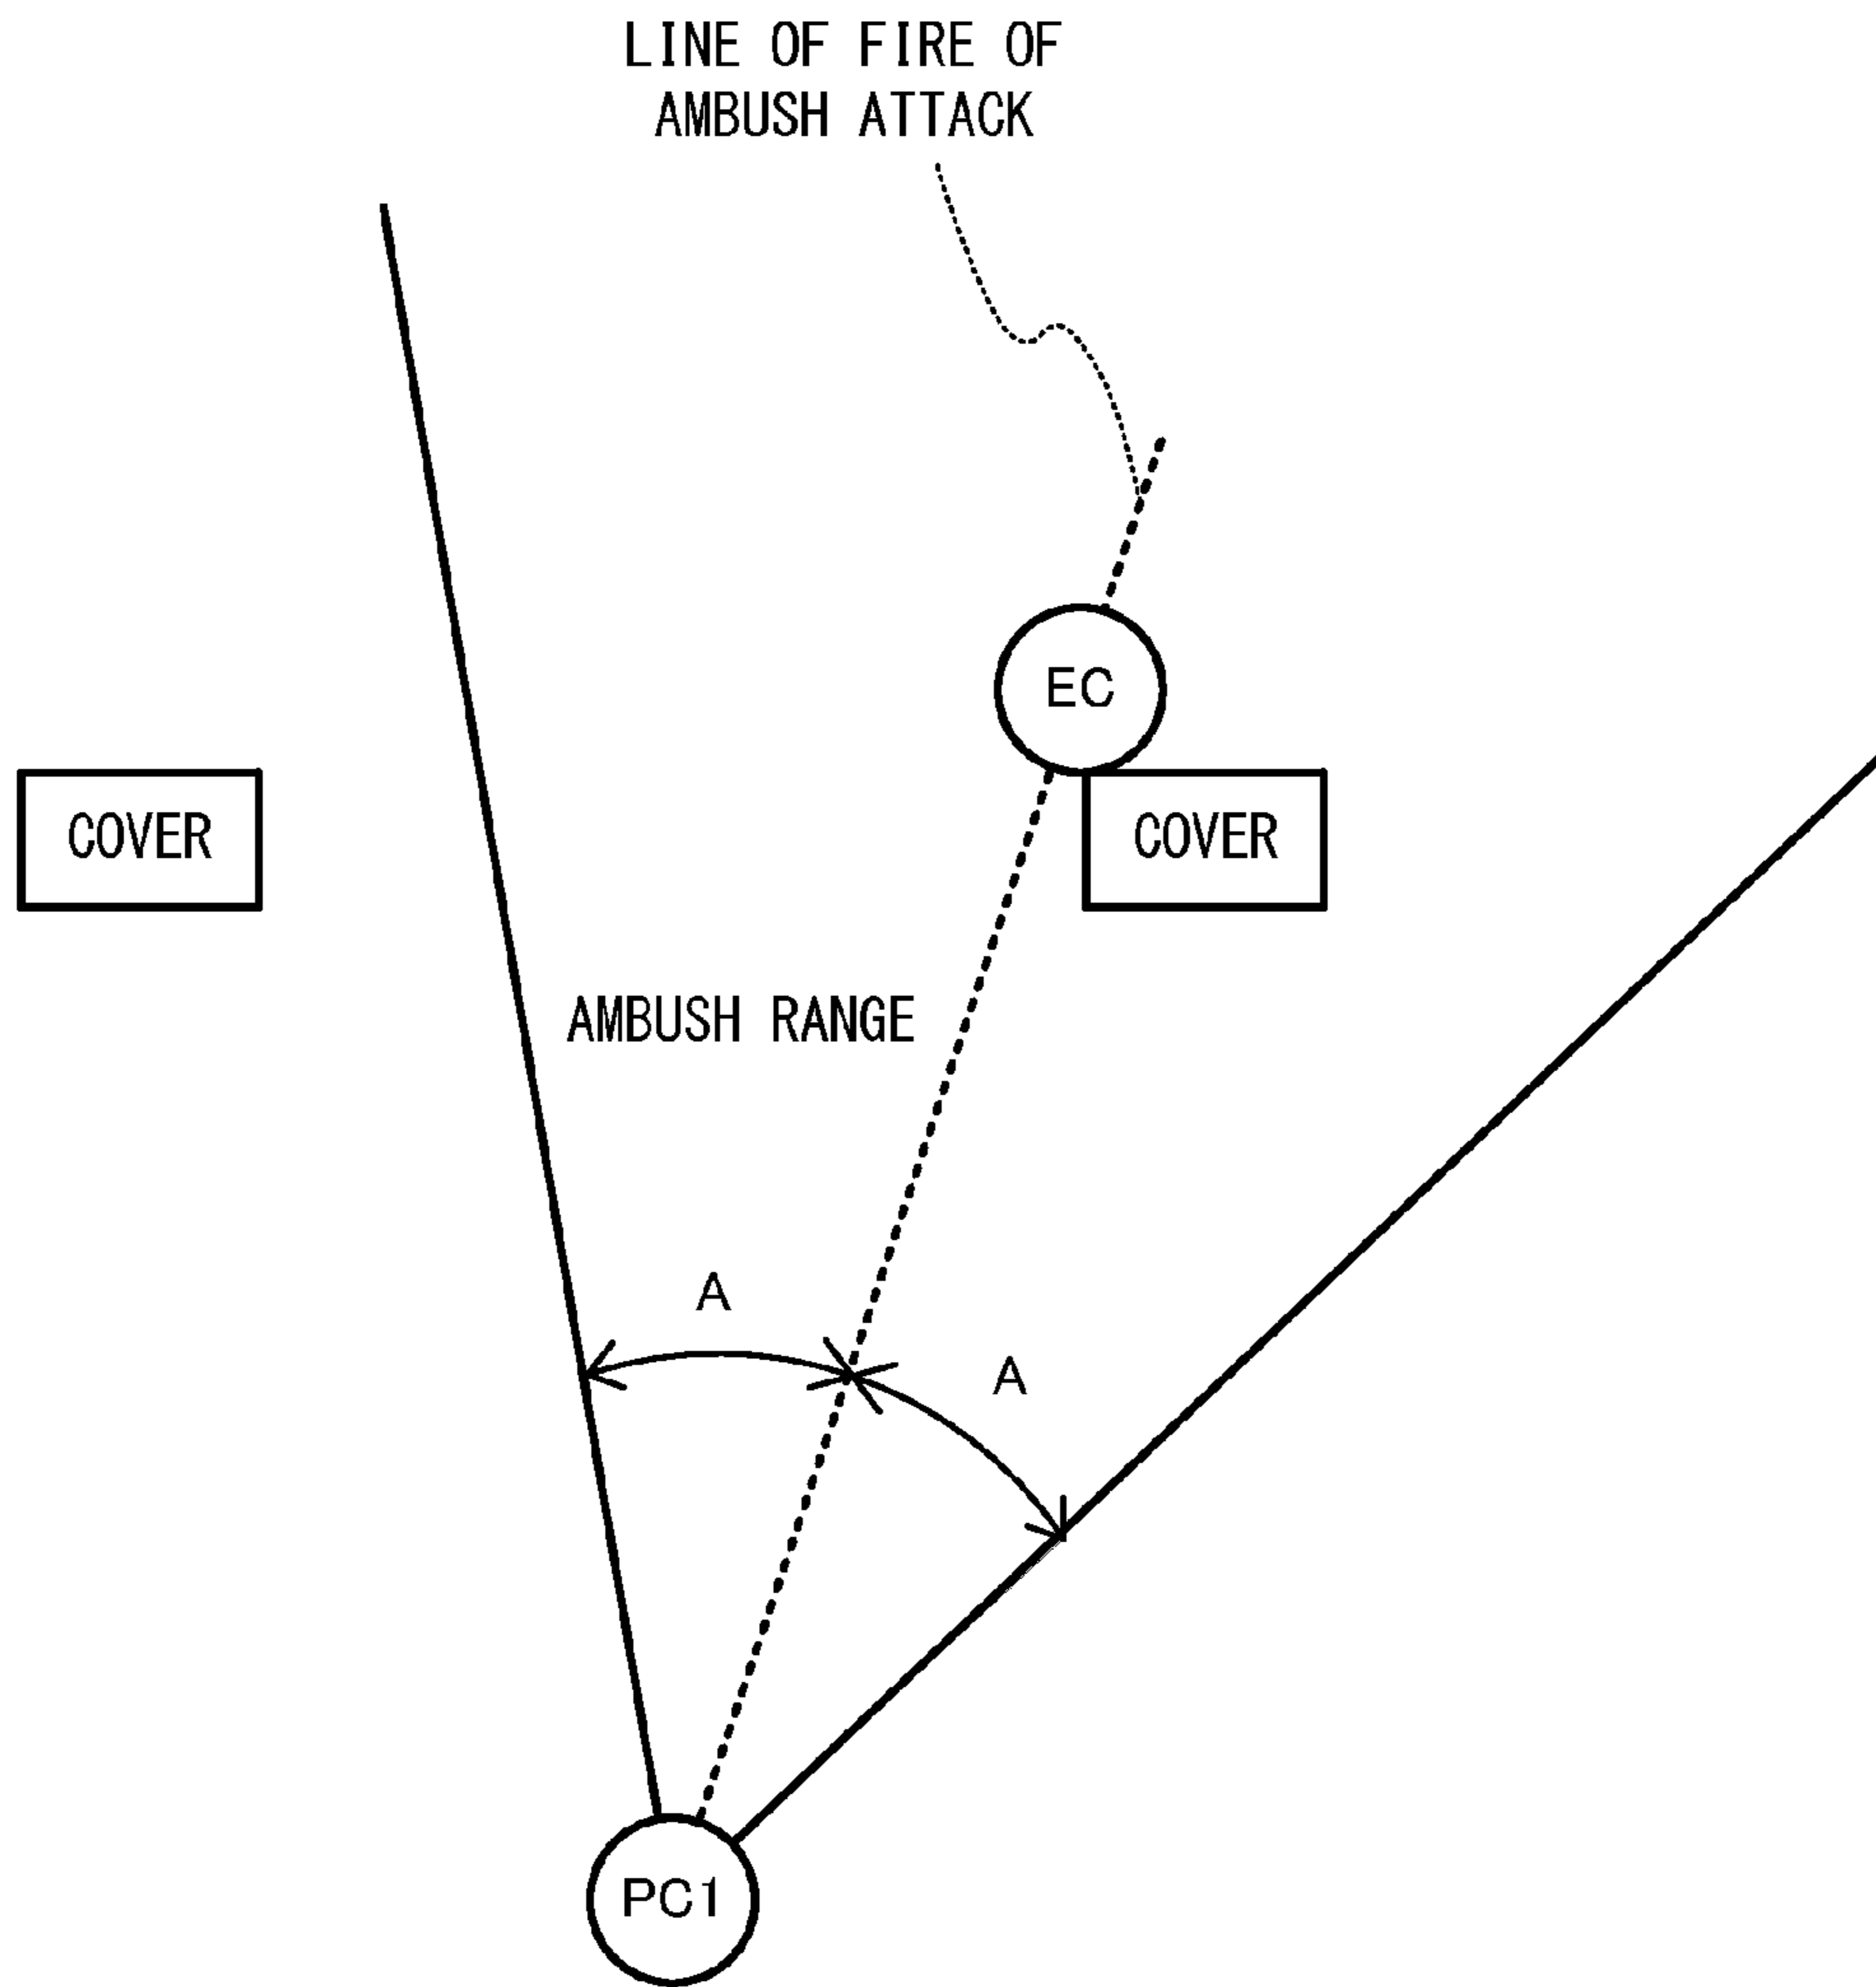 LINE OF FIRE OF
AMBUSH ATTACK
EC
COVER
COVER
AMBUSH RANGE
A
A
PC1